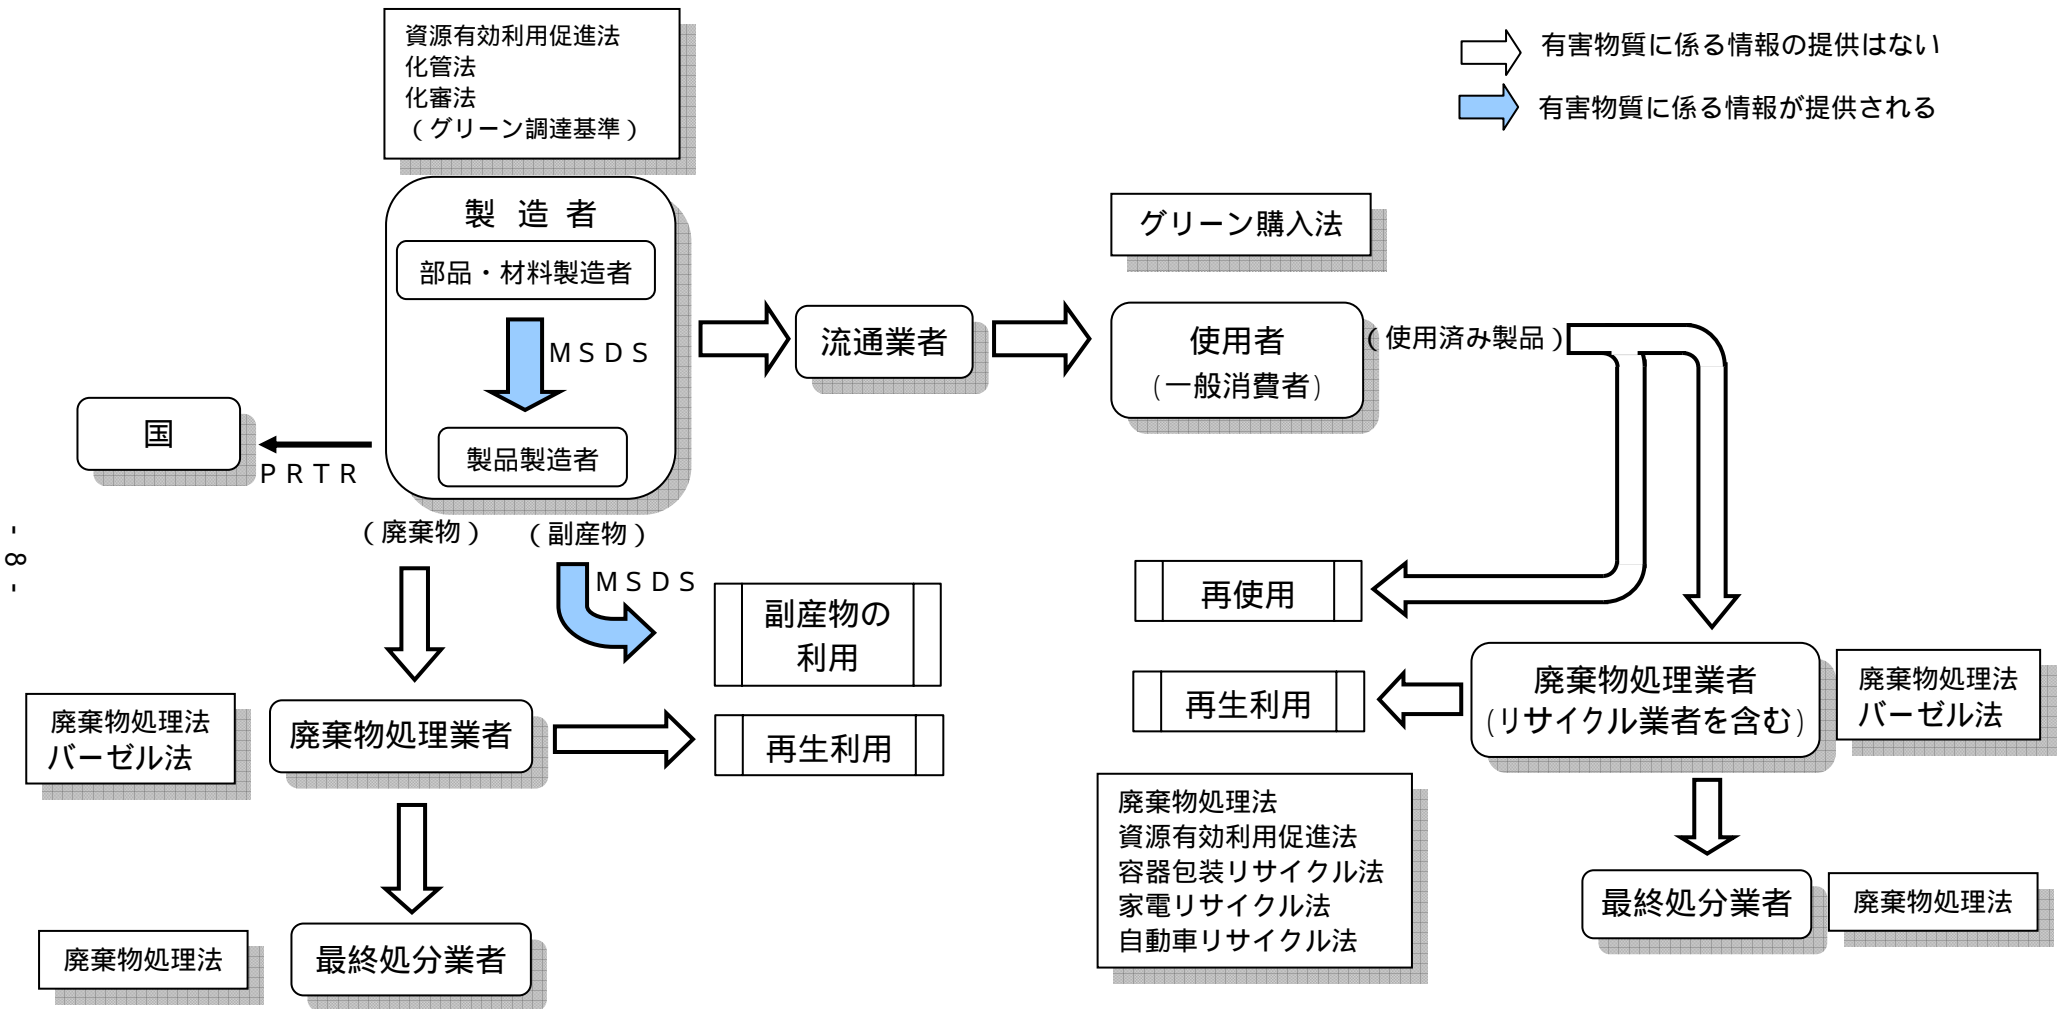 資源有効利用促進法
化管法
化審法
（グリーン調達基準）
有害物質に係る情報の提供はない
有害物質に係る情報が提供される
製 造 者
部品・材料製造者
ＭＳＤＳ
製品製造者
グリーン購入法
流通業者
使用者
(一般消費者)
（使用済み製品）
国
ＰＲＴＲ
（廃棄物）
（副産物）
ＭＳＤＳ
副産物の
利用
再使用
再生利用
廃棄物処理業者
(リサイクル業者を含む)
廃棄物処理法
バーゼル法
廃棄物処理法
バーゼル法
廃棄物処理業者
再生利用
廃棄物処理法
資源有効利用促進法
容器包装リサイクル法
家電リサイクル法
自動車リサイクル法
最終処分業者
廃棄物処理法
廃棄物処理法
最終処分業者
- 8 -